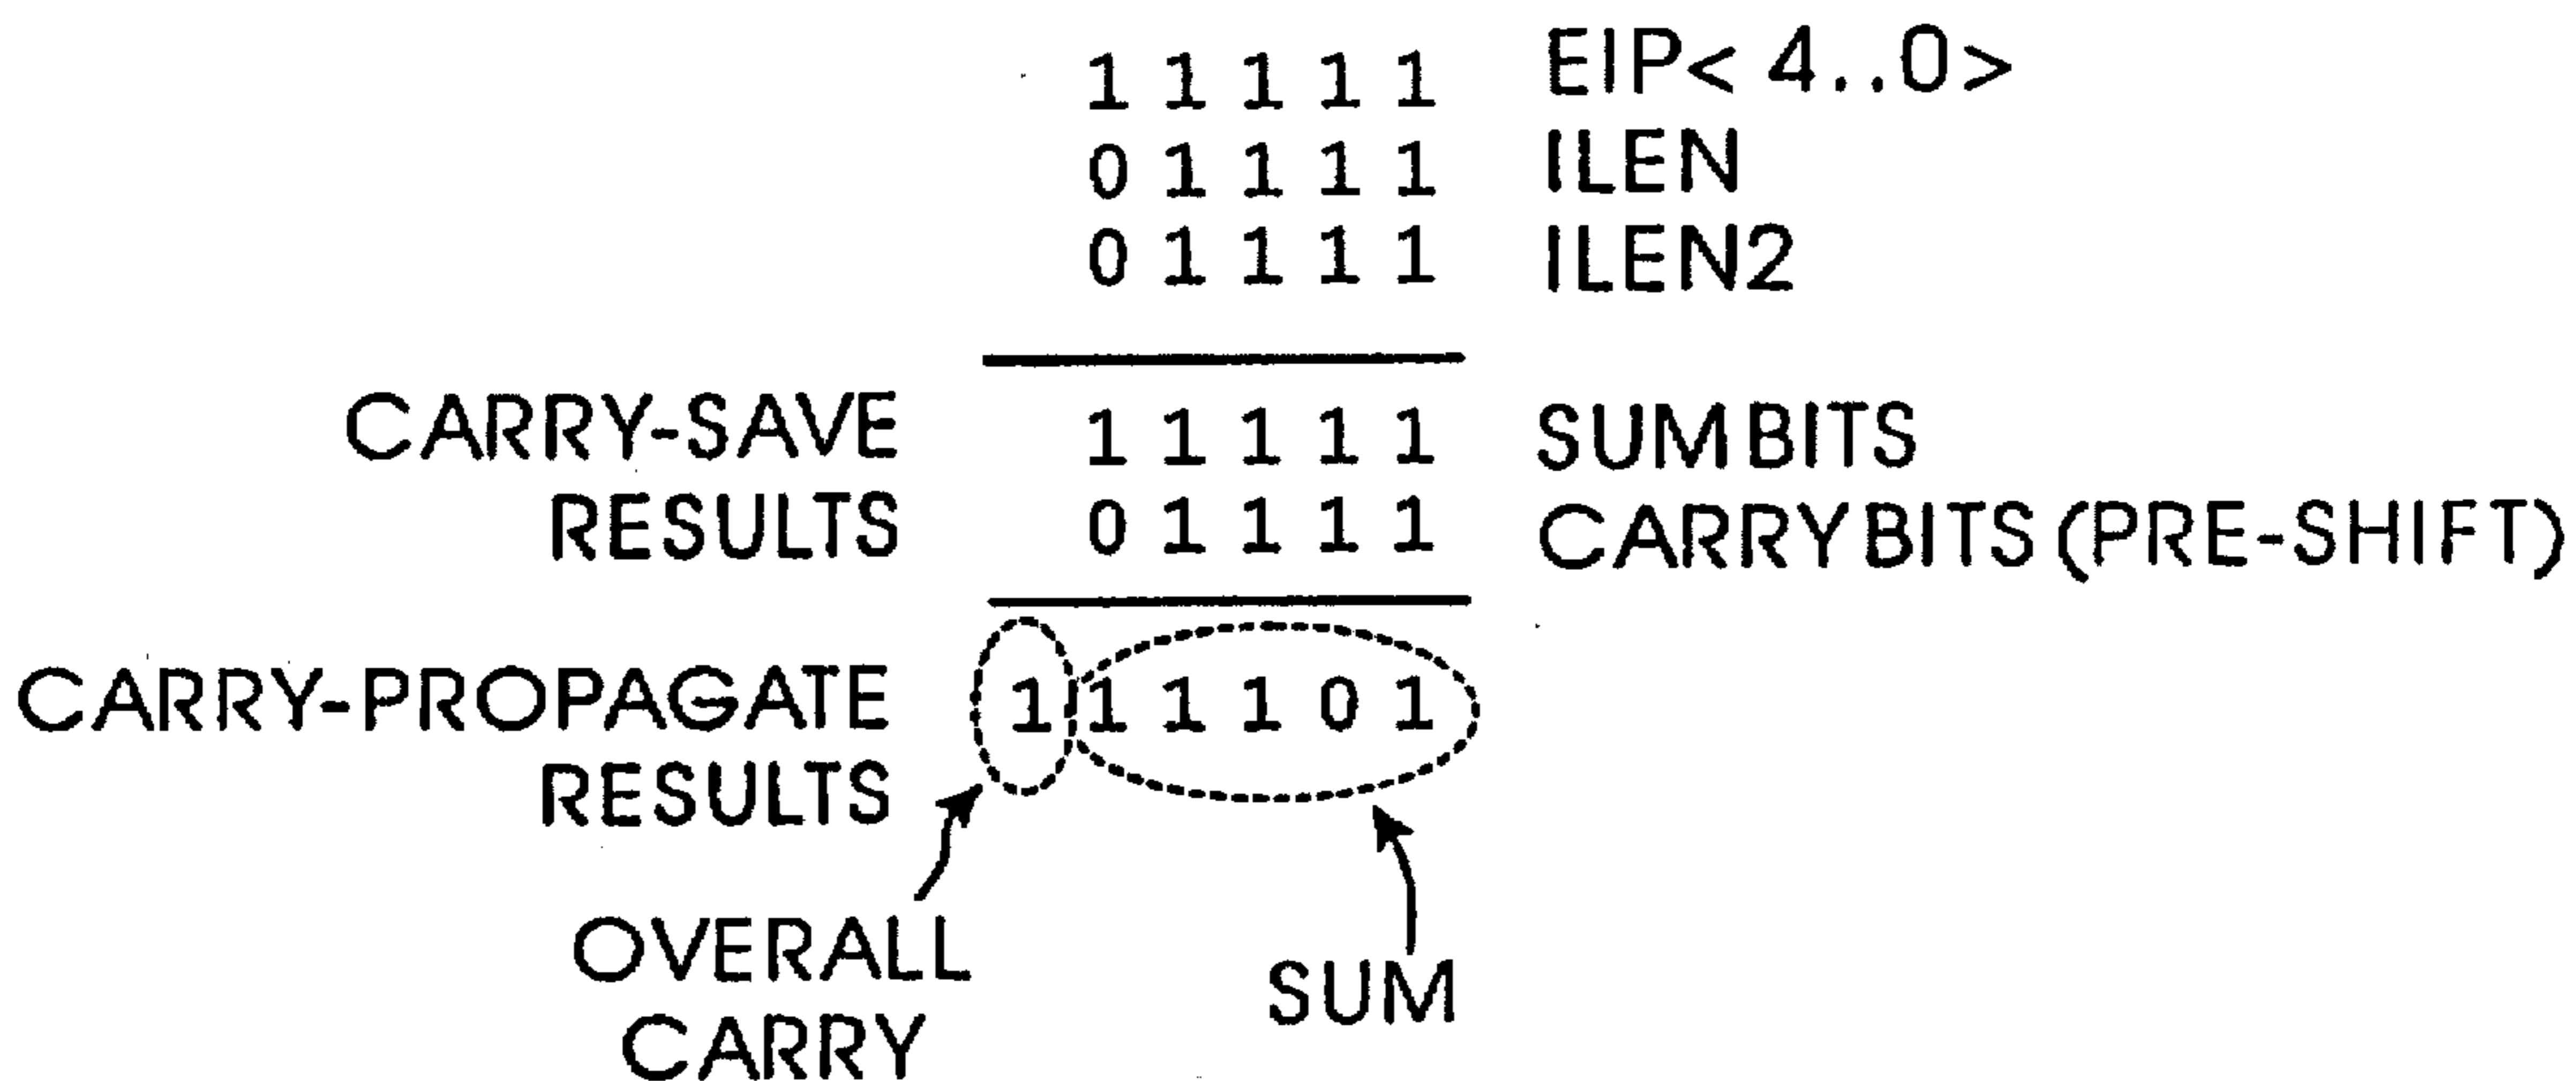 1 1 1 1 1 EIP< 4..0>
0 1 1 1 1 ILEN
0 1 1 1 1 ILEN2
CARRY-SAVE 1 1 1 1 1 SUM BITS
RESULTS 0 1 1 1 1 CARRY BITS (PRE-SHIFT)
CARRY-PROPAGATE 1 1 1 1 0 1
RESULTS
OVERALL
CARRY
SUM